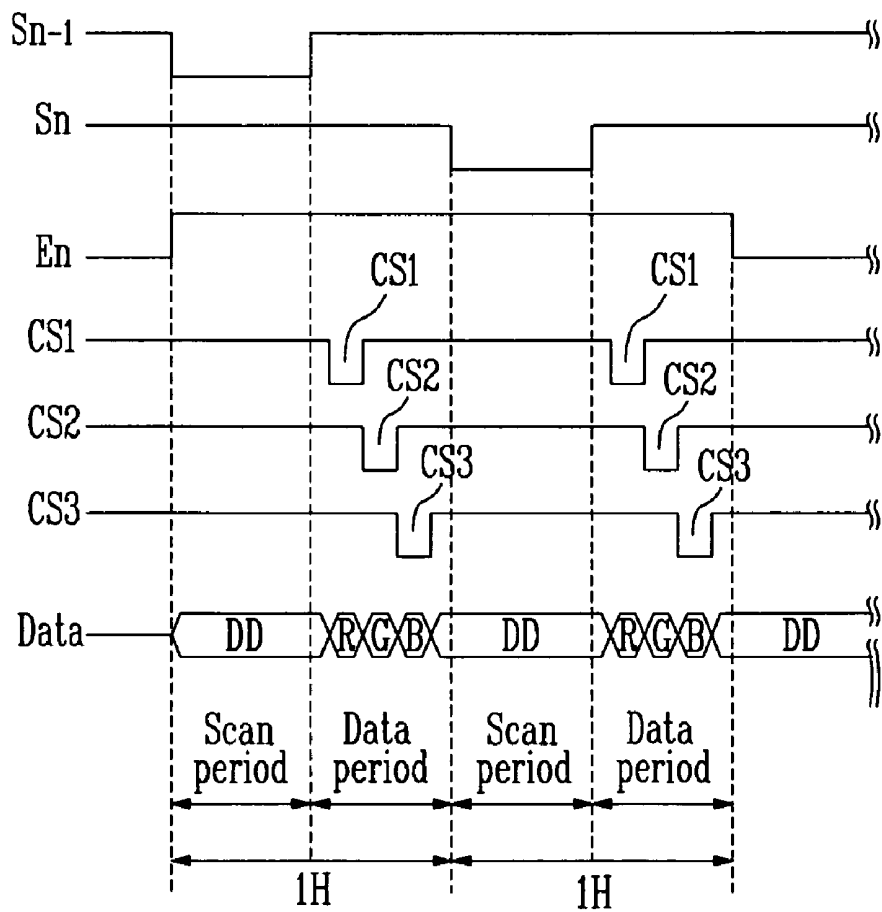 Sn-1
Sn
En
CS1
CS1
CS1
CS2
CS2
CS2
CS3
CS3
CS3
Data
DD
R
G
B
DD
R
G
B
DD
Scan period
Data period
Scan period
Data period
1H
1H